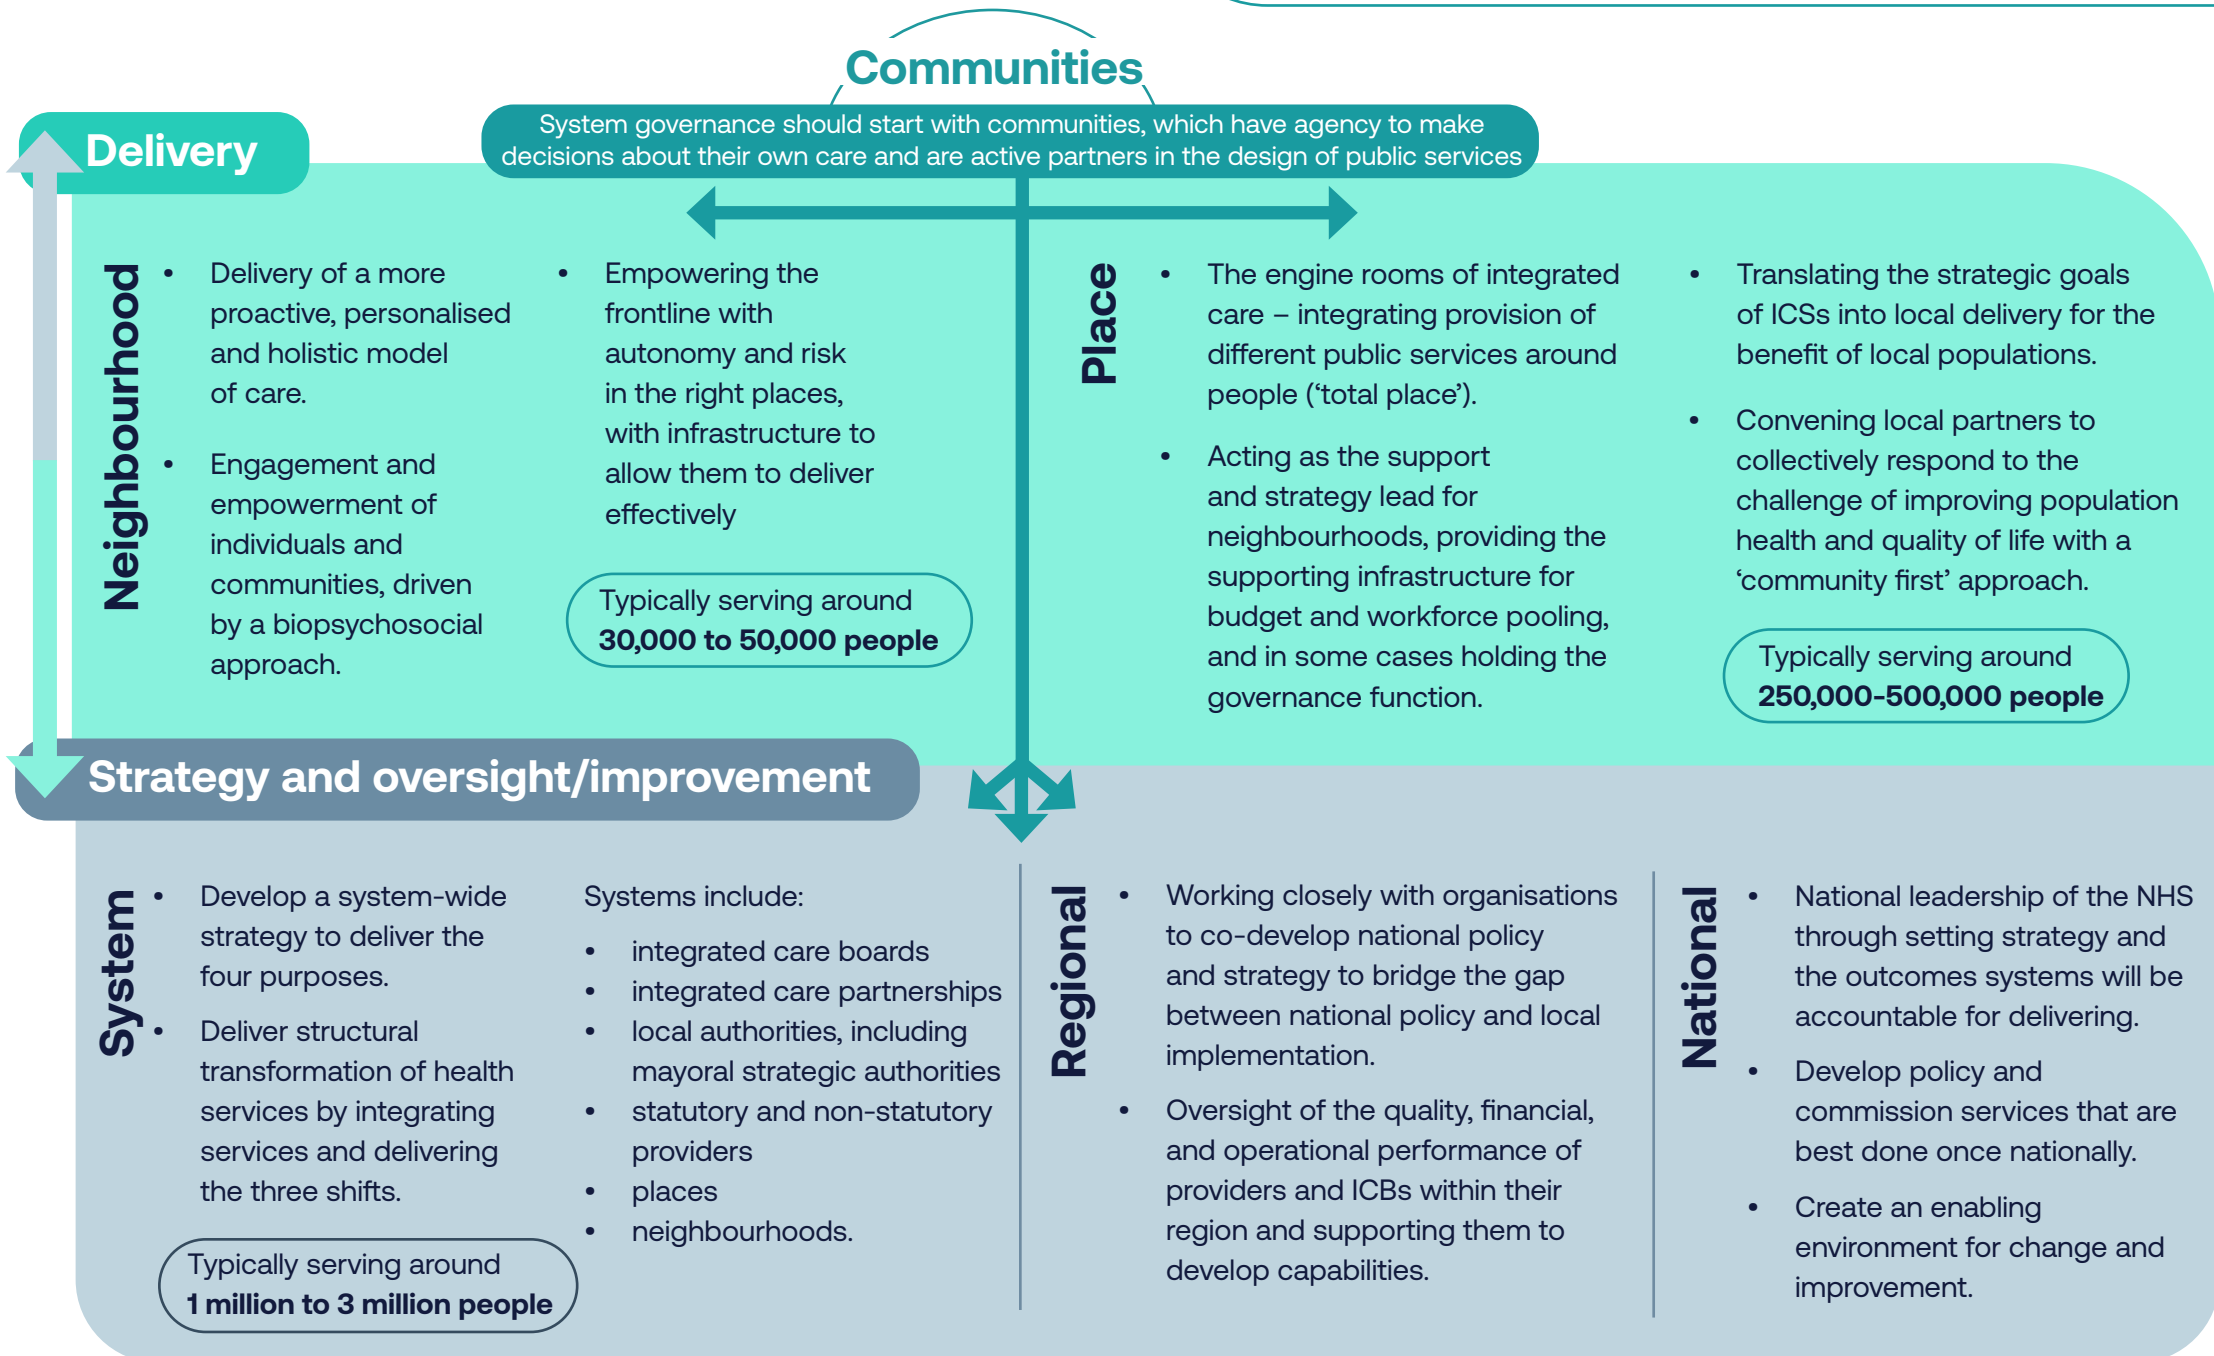 Communities
System governance should start with communities, which have agency to make
decisions about their own care and are active partners in the design of public services
Delivery
Neighbourhood
• Delivery of a more
proactive, personalised
and holistic model
of care.
• Engagement and
empowerment of
individuals and
communities, driven
by a biopsychosocial
approach.
• Empowering the
frontline with
autonomy and risk
in the right places,
with infrastructure to
allow them to deliver
effectively
Typically serving around
30,000 to 50,000 people
Place
• The engine rooms of integrated
care – integrating provision of
different public services around
people (‘total place’).
• Acting as the support
and strategy lead for
neighbourhoods, providing the
supporting infrastructure for
budget and workforce pooling,
and in some cases holding the
governance function.
• Translating the strategic goals
of ICSs into local delivery for the
benefit of local populations.
• Convening local partners to
collectively respond to the
challenge of improving population
health and quality of life with a
‘community first’ approach.
Typically serving around
250,000-500,000 people
Strategy and oversight/improvement
System
• Develop a system-wide
strategy to deliver the
four purposes.
• Deliver structural
transformation of health
services by integrating
services and delivering
the three shifts.
Typically serving around
1 million to 3 million people
Systems include:
• integrated care boards
• integrated care partnerships
• local authorities, including
mayoral strategic authorities
• statutory and non-statutory
providers
• places
• neighbourhoods.
Regional
• Working closely with organisations
to co-develop national policy
and strategy to bridge the gap
between national policy and local
implementation.
• Oversight of the quality, financial,
and operational performance of
providers and ICBs within their
region and supporting them to
develop capabilities.
National
• National leadership of the NHS
through setting strategy and
the outcomes systems will be
accountable for delivering.
• Develop policy and
commission services that are
best done once nationally.
• Create an enabling
environment for change and
improvement.